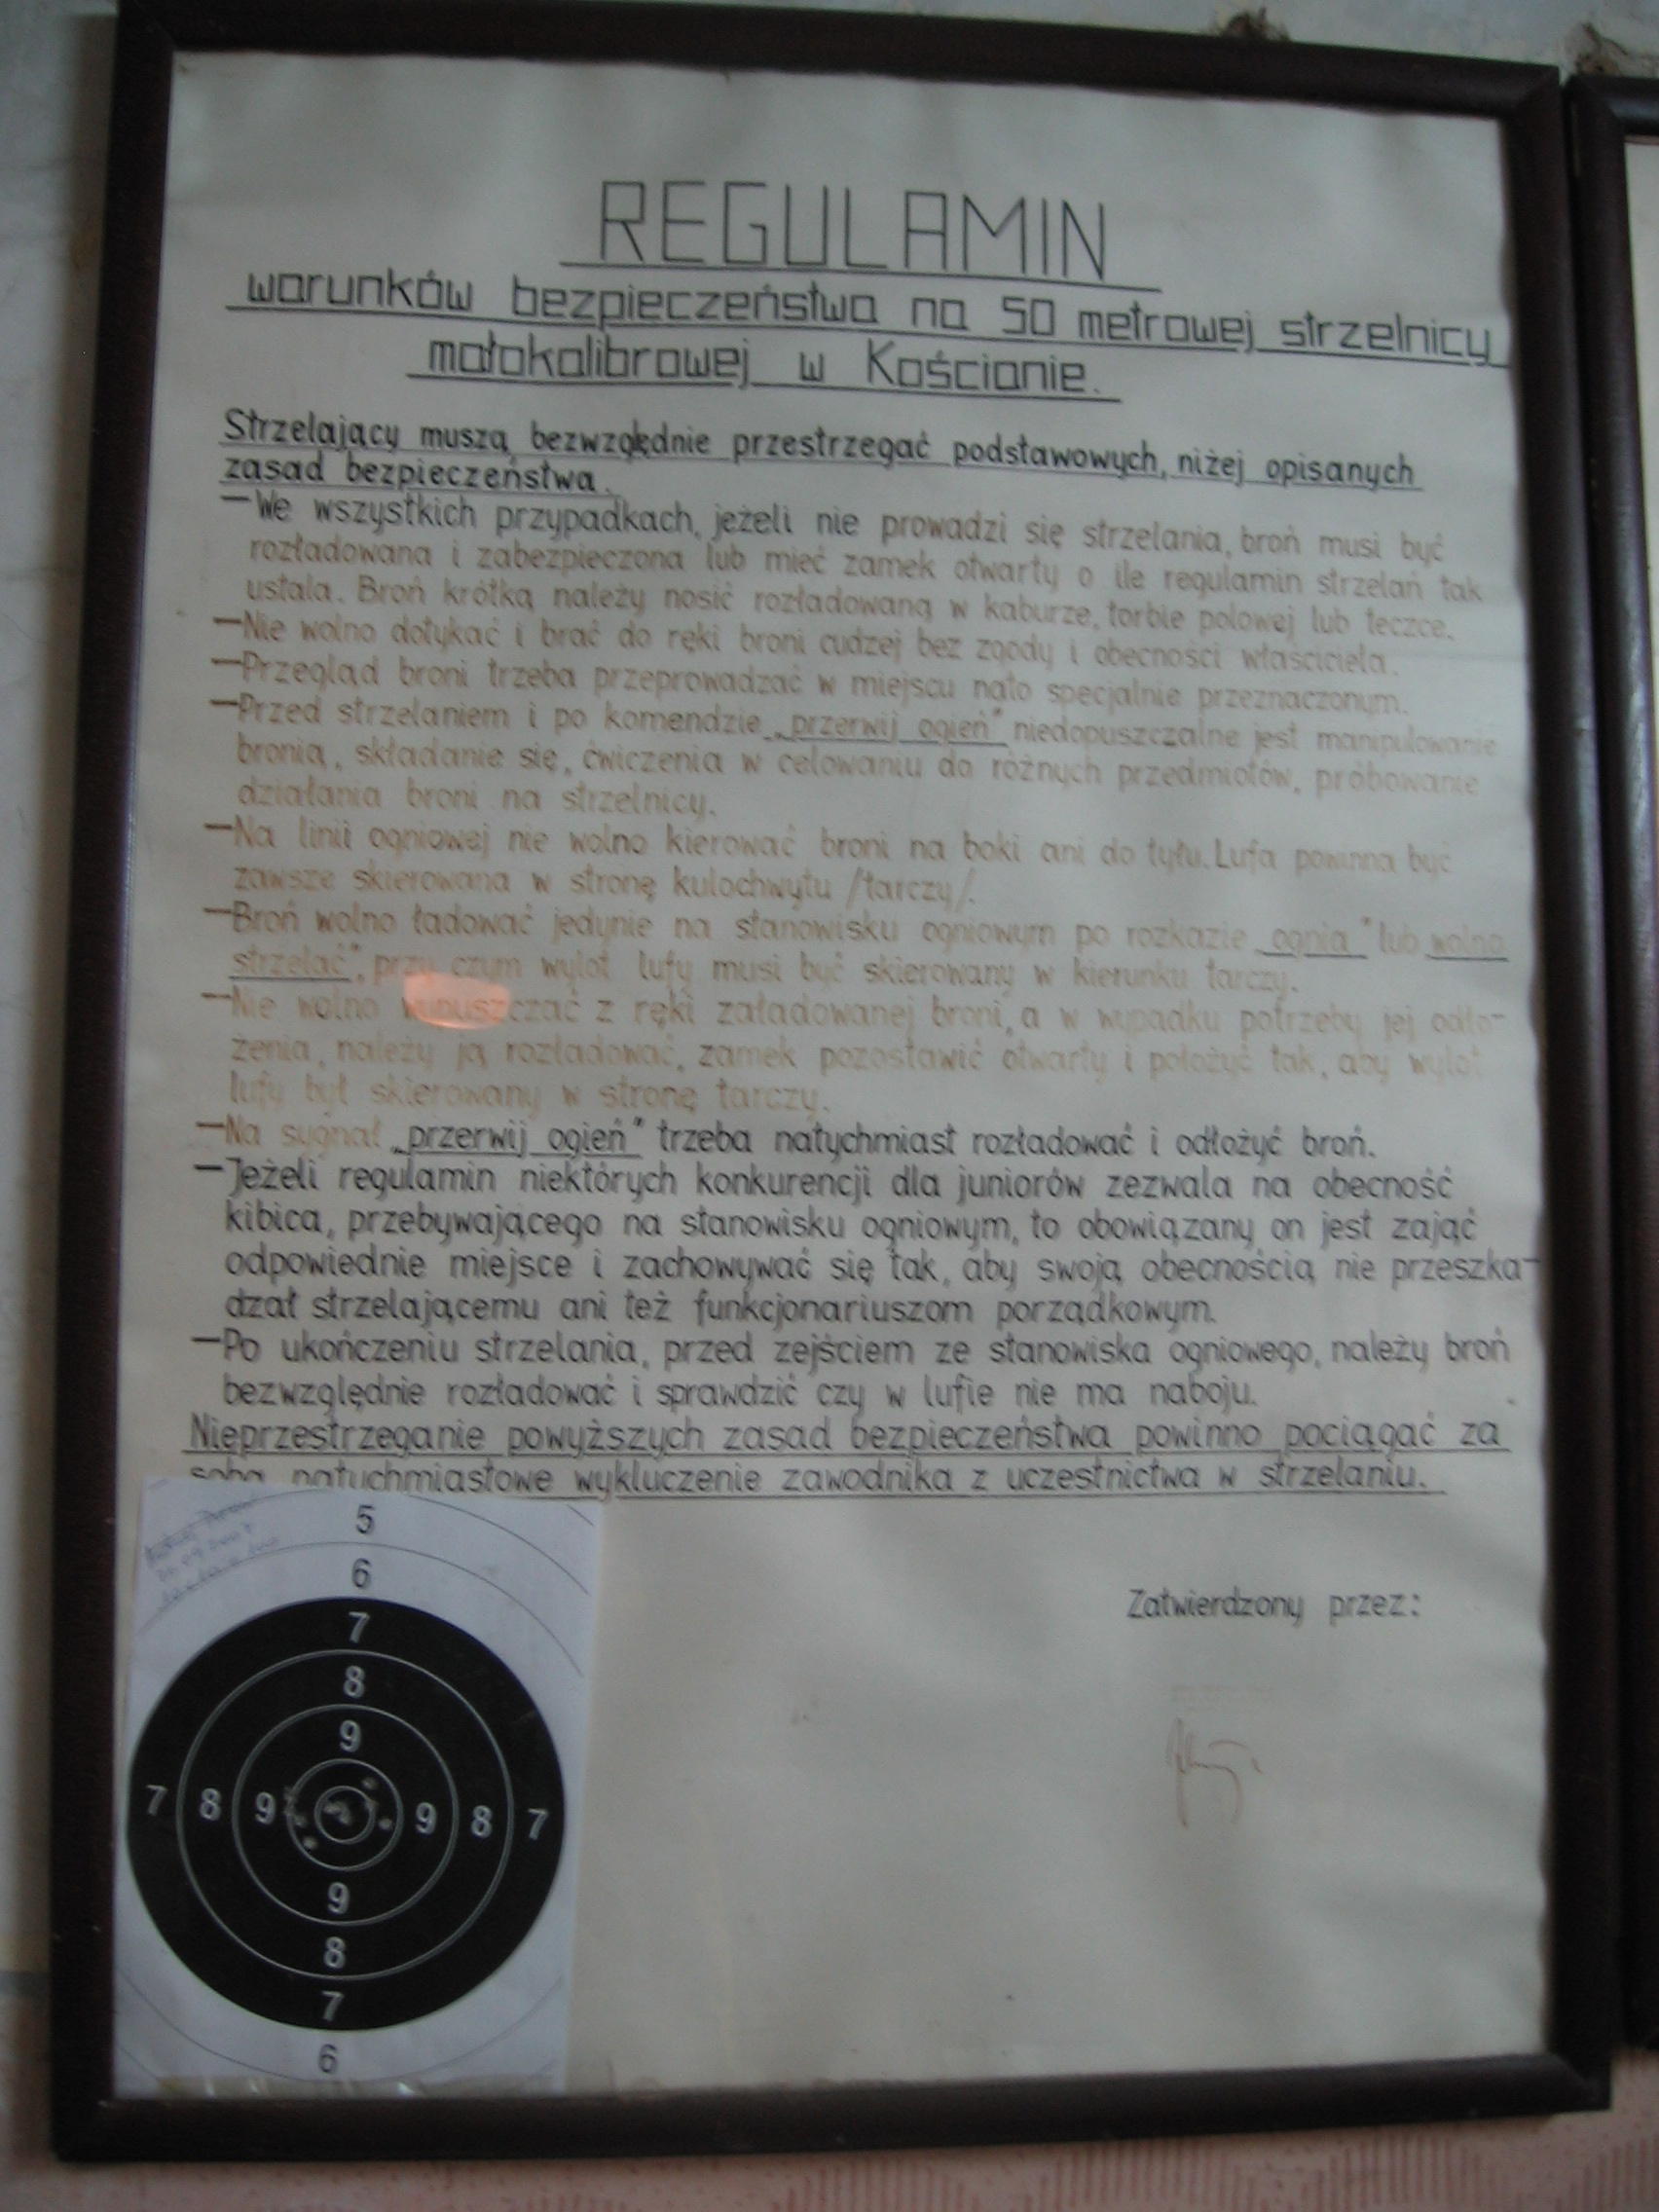 REGULAMIN
warunków bezpieczeństwa na 50 metrowej strzelnicy
małokalibrowej w Kościanie.
Strzelający muszą bezwzględnie przestrzegać podstawowych, niżej opisanych
zasad bezpieczeństwa.
—We wszystkich przypadkach, jeżeli nie prowadzi się strzelania, broń musi być
rozładowana i zabezpieczona lub mieć zamek otwarty o ile regulamin strzelań tak
ustala. Broń krótką należy nosić rozładowaną w kaburze, torbie polowej lub teczce.
—Nie wolno dotykać i brać do ręki broni cudzej bez zgody i obecności właściciela.
—Przegląd broni trzeba przeprowadzać w miejscu nato specjalnie przeznaczonym.
—Przed strzelaniem i po komendzie „przerwij ogień" niedopuszczalne jest manipulowanie
bronią, składanie się, ćwiczenia w celowaniu do różnych przedmiotów, próbowanie
działania broni na strzelnicy.
—Na linii ogniowej nie wolno kierować broni na boki ani do tyłu. Lufa powinna być
zawsze skierowana w stronę kulochwytu /tarczy/.
—Broń wolno ładować jedynie na stanowisku ogniowym po rozkazie „ognia" lub wolno
strzelać", przy czym wylot lufy musi być skierowany w kierunku tarczy.
—Nie wolno wypuszczać z ręki załadowanej broni, a w wypadku potrzeby jej odło-
żenia, należy ją rozładować, zamek pozostawić otwarty i położyć tak, aby wylot
lufy był skierowany w stronę tarczy.
—Na sygnał „przerwij ogień" trzeba natychmiast rozładować i odłożyć broń.
—Jeżeli regulamin niektórych konkurencji dla juniorów zezwala na obecność
kibica, przebywającego na stanowisku ogniowym, to obowiązany on jest zająć
odpowiednie miejsce i zachowywać się tak, aby swoją obecnością nie przeszka-
dzał strzelającemu ani też funkcjonariuszom porządkowym.
—Po ukończeniu strzelania, przed zejściem ze stanowiska ogniowego, należy broń
bezwzględnie rozładować i sprawdzić czy w lufie nie ma naboju.
Nieprzestrzeganie powyższych zasad bezpieczeństwa powinno pociągać za
sobą natychmiastowe wykluczenie zawodnika z uczestnictwa w strzelaniu.
Zatwierdzony przez:
5
6
7
8
9
7 8 9 9 8 7
9
8
7
6